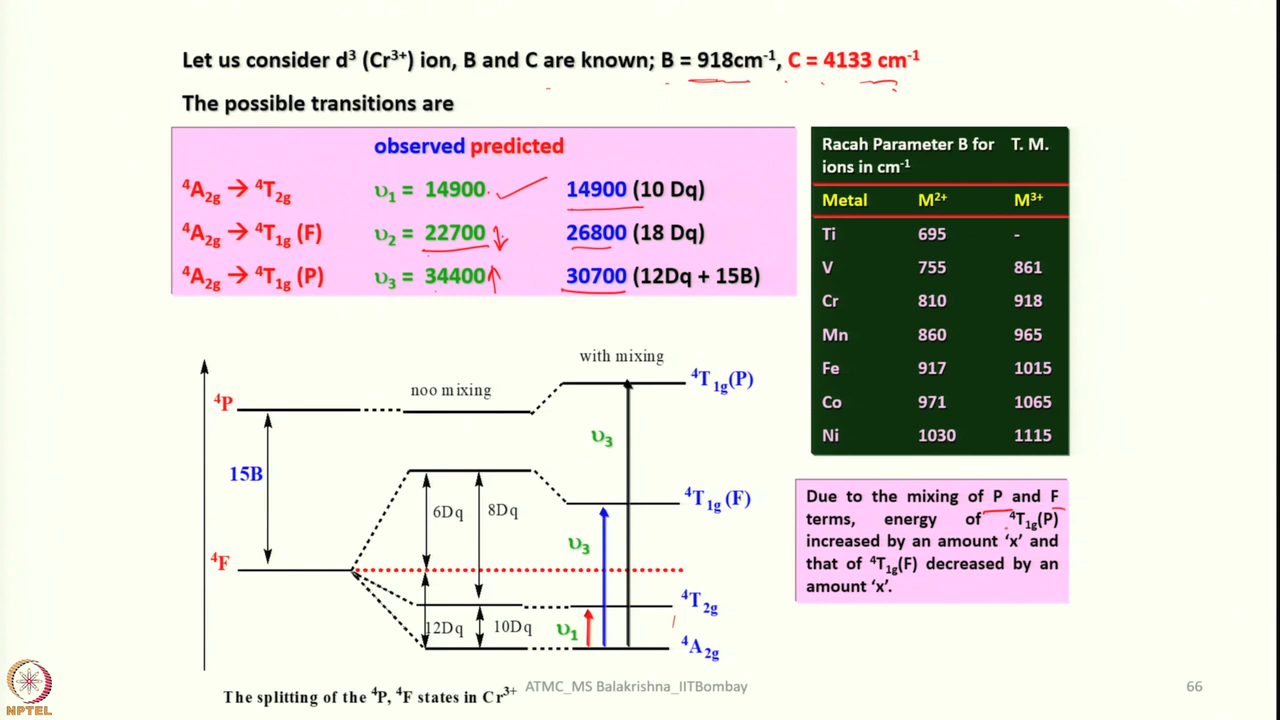 Let us consider d³ (Cr³⁺) ion, B and C are known; B = 918cm⁻¹, C = 4133 cm⁻¹
The possible transitions are
observed predicted
⁴A₂g → ⁴T₂g υ₁ = 14900 14900 (10 Dq)
⁴A₂g → ⁴T₁g (F) υ₂ = 22700 26800 (18 Dq)
⁴A₂g → ⁴T₁g (P) υ₃ = 34400 30700 (12Dq + 15B)
Racah Parameter B for T. M.
ions in cm⁻¹
Metal M²⁺ M³⁺
Ti 695 -
V 755 861
Cr 810 918
Mn 860 965
Fe 917 1015
Co 971 1065
Ni 1030 1115
with mixing
noo mixing
⁴T₁g(P)
⁴P
υ₃
15B
⁴T₁g (F)
6Dq 8Dq
υ₃
⁴F
⁴T₂g
12Dq 10Dq υ₁
⁴A₂g
The splitting of the ⁴P, ⁴F states in Cr³⁺
Due to the mixing of P and F
terms, energy of ⁴T₁g(P)
increased by an amount ‘x’ and
that of ⁴T₁g(F) decreased by an
amount ‘x’.
ATMC_MS Balakrishna_IITBombay
66
NPTEL